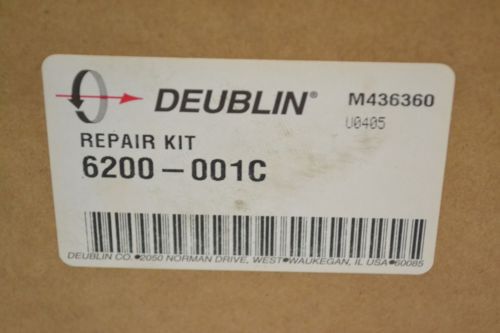 DEUBLIN® M436360
U0405
REPAIR KIT
6200-001C
DEUBLIN CO.•2050 NORMAN DRIVE, WEST•WAUKEGAN, IL USA•60085